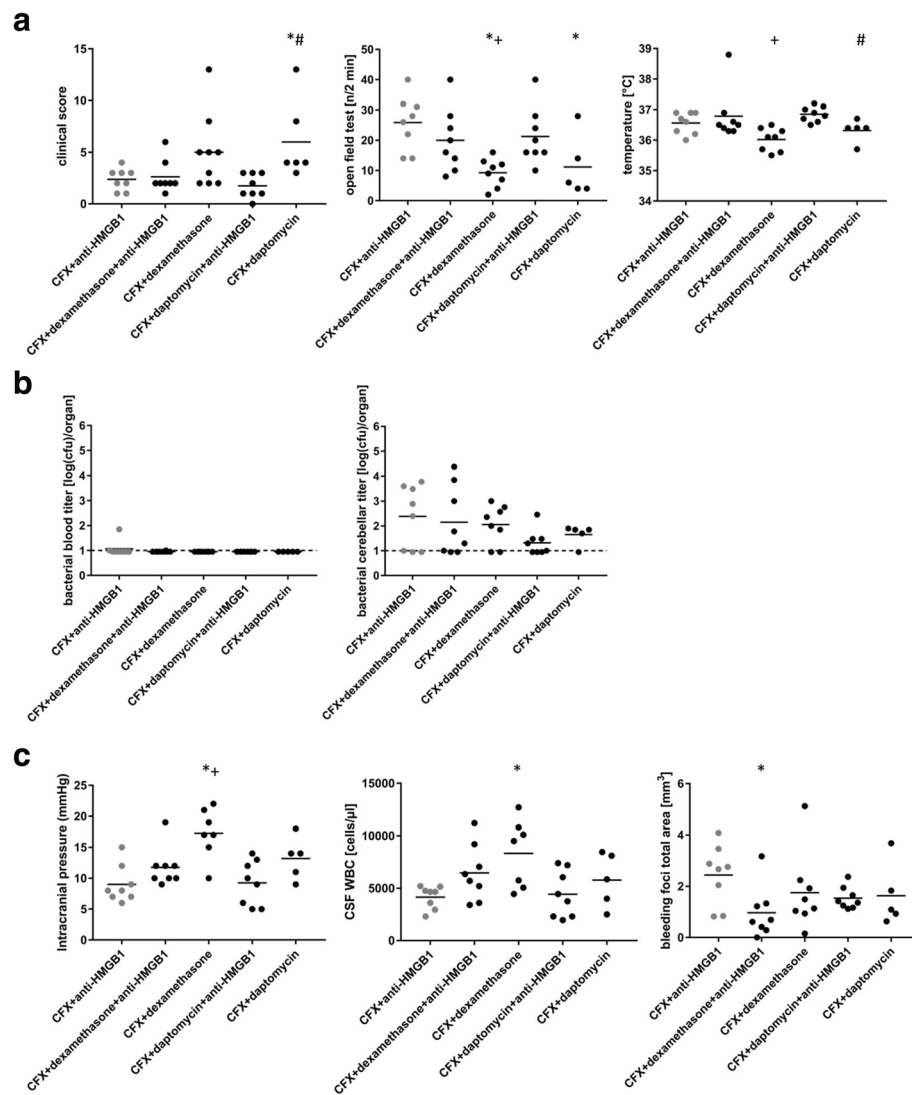 a
*#
15
10
5
0
clinical score
CFX+anti-HMGB1
CFX+dexamethasone+anti-HMGB1
CFX+dexamethasone
CFX+daptomycin+anti-HMGB1
CFX+daptomycin
*+
*
50
40
30
20
10
0
open field test [n/2 min]
CFX+anti-HMGB1
CFX+dexamethasone+anti-HMGB1
CFX+dexamethasone
CFX+daptomycin+anti-HMGB1
CFX+daptomycin
+
#
39
38
37
36
35
34
temperature [°C]
CFX+anti-HMGB1
CFX+dexamethasone+anti-HMGB1
CFX+dexamethasone
CFX+daptomycin+anti-HMGB1
CFX+daptomycin
b
6
5
4
3
2
1
0
bacterial blood titer [log(cfu)/organ]
CFX+anti-HMGB1
CFX+dexamethasone+anti-HMGB1
CFX+dexamethasone
CFX+daptomycin+anti-HMGB1
CFX+daptomycin
6
5
4
3
2
1
0
bacterial cerebellar titer [log(cfu)/organ]
CFX+anti-HMGB1
CFX+dexamethasone+anti-HMGB1
CFX+dexamethasone
CFX+daptomycin+anti-HMGB1
CFX+daptomycin
c
*+
25
20
15
10
5
0
Intracranial pressure (mmHg)
CFX+anti-HMGB1
CFX+dexamethasone+anti-HMGB1
CFX+dexamethasone
CFX+daptomycin+anti-HMGB1
CFX+daptomycin
*
15000
10000
5000
0
CSF WBC [cells/µl]
CFX+anti-HMGB1
CFX+dexamethasone+anti-HMGB1
CFX+dexamethasone
CFX+daptomycin+anti-HMGB1
CFX+daptomycin
*
6
4
2
0
bleeding foci total area [mm³]
CFX+anti-HMGB1
CFX+dexamethasone+anti-HMGB1
CFX+dexamethasone
CFX+daptomycin+anti-HMGB1
CFX+daptomycin